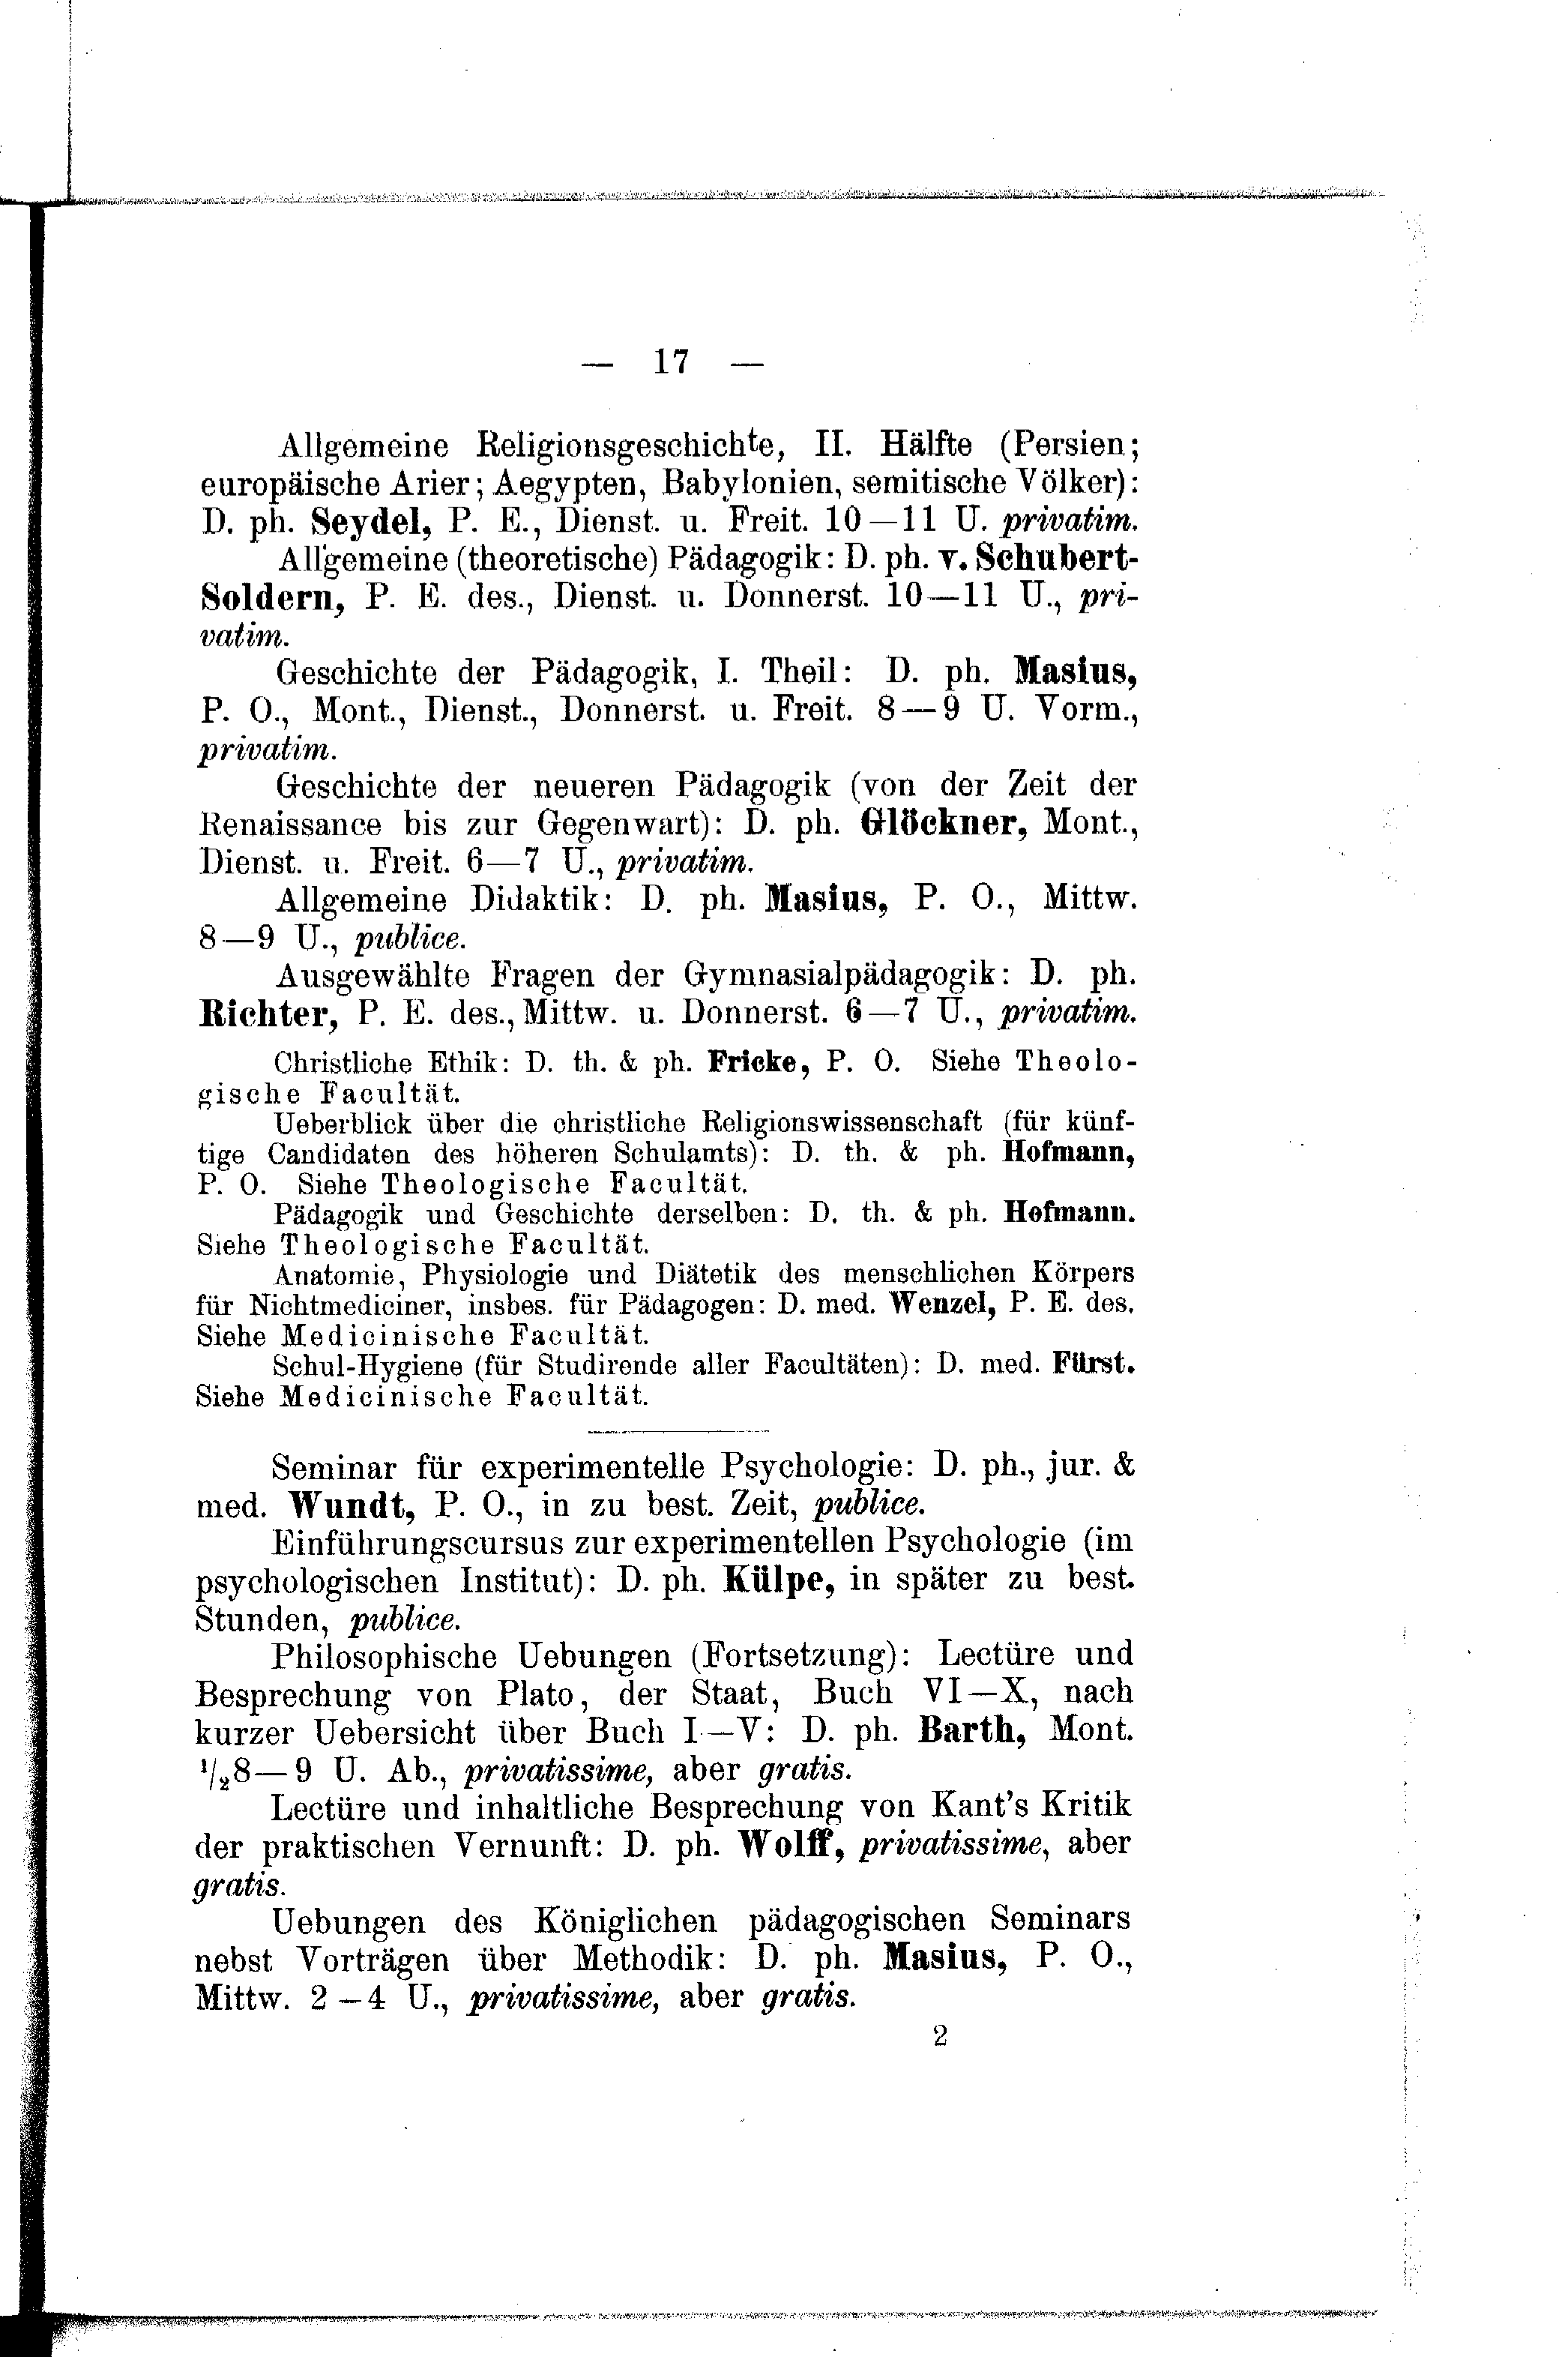 — 17 —
Allgemeine Religionsgeschichte, II. Hälfte (Persien;
europäische Arier; Aegypten, Babylonien, semitische Völker):
D. ph. Seydel, P. E., Dienst. u. Freit. 10—11 U. privatim.
Allgemeine (theoretische) Pädagogik: D. ph. v. Schubert-
Soldern, P. E. des., Dienst. u. Donnerst. 10—11 U., pri-
vatim.
Geschichte der Pädagogik, I. Theil: D. ph. Masius,
P. O., Mont., Dienst., Donnerst. u. Freit. 8—9 U. Vorm.,
privatim.
Geschichte der neueren Pädagogik (von der Zeit der
Renaissance bis zur Gegenwart): D. ph. Glöckner, Mont.,
Dienst. u. Freit. 6—7 U., privatim.
Allgemeine Didaktik: D. ph. Masius, P. O., Mittw.
8—9 U., publice.
Ausgewählte Fragen der Gymnasialpädagogik: D. ph.
Richter, P. E. des., Mittw. u. Donnerst. 6—7 U., privatim.
Christliche Ethik: D. th. & ph. Fricke, P. O. Siehe Theolo-
gische Facultät.
Ueberblick über die christliche Religionswissenschaft (für künf-
tige Candidaten des höheren Schulamts): D. th. & ph. Hofmann,
P. O. Siehe Theologische Facultät.
Pädagogik und Geschichte derselben: D. th. & ph. Hofmann.
Siehe Theologische Facultät.
Anatomie, Physiologie und Diätetik des menschlichen Körpers
für Nichtmediciner, insbes. für Pädagogen: D. med. Wenzel, P. E. des.
Siehe Medicinische Facultät.
Schul-Hygiene (für Studirende aller Facultäten): D. med. Fürst.
Siehe Medicinische Facultät.
Seminar für experimentelle Psychologie: D. ph., jur. &
med. Wundt, P. O., in zu best. Zeit, publice.
Einführungscursus zur experimentellen Psychologie (im
psychologischen Institut): D. ph. Külpe, in später zu best.
Stunden, publice.
Philosophische Uebungen (Fortsetzung): Lectüre und
Besprechung von Plato, der Staat, Buch VI—X, nach
kurzer Uebersicht über Buch I—V: D. ph. Barth, Mont.
1/28—9 U. Ab., privatissime, aber gratis.
Lectüre und inhaltliche Besprechung von Kant's Kritik
der praktischen Vernunft: D. ph. Wolff, privatissime, aber
gratis.
Uebungen des Königlichen pädagogischen Seminars
nebst Vorträgen über Methodik: D. ph. Masius, P. O.,
Mittw. 2—4 U., privatissime, aber gratis.
2